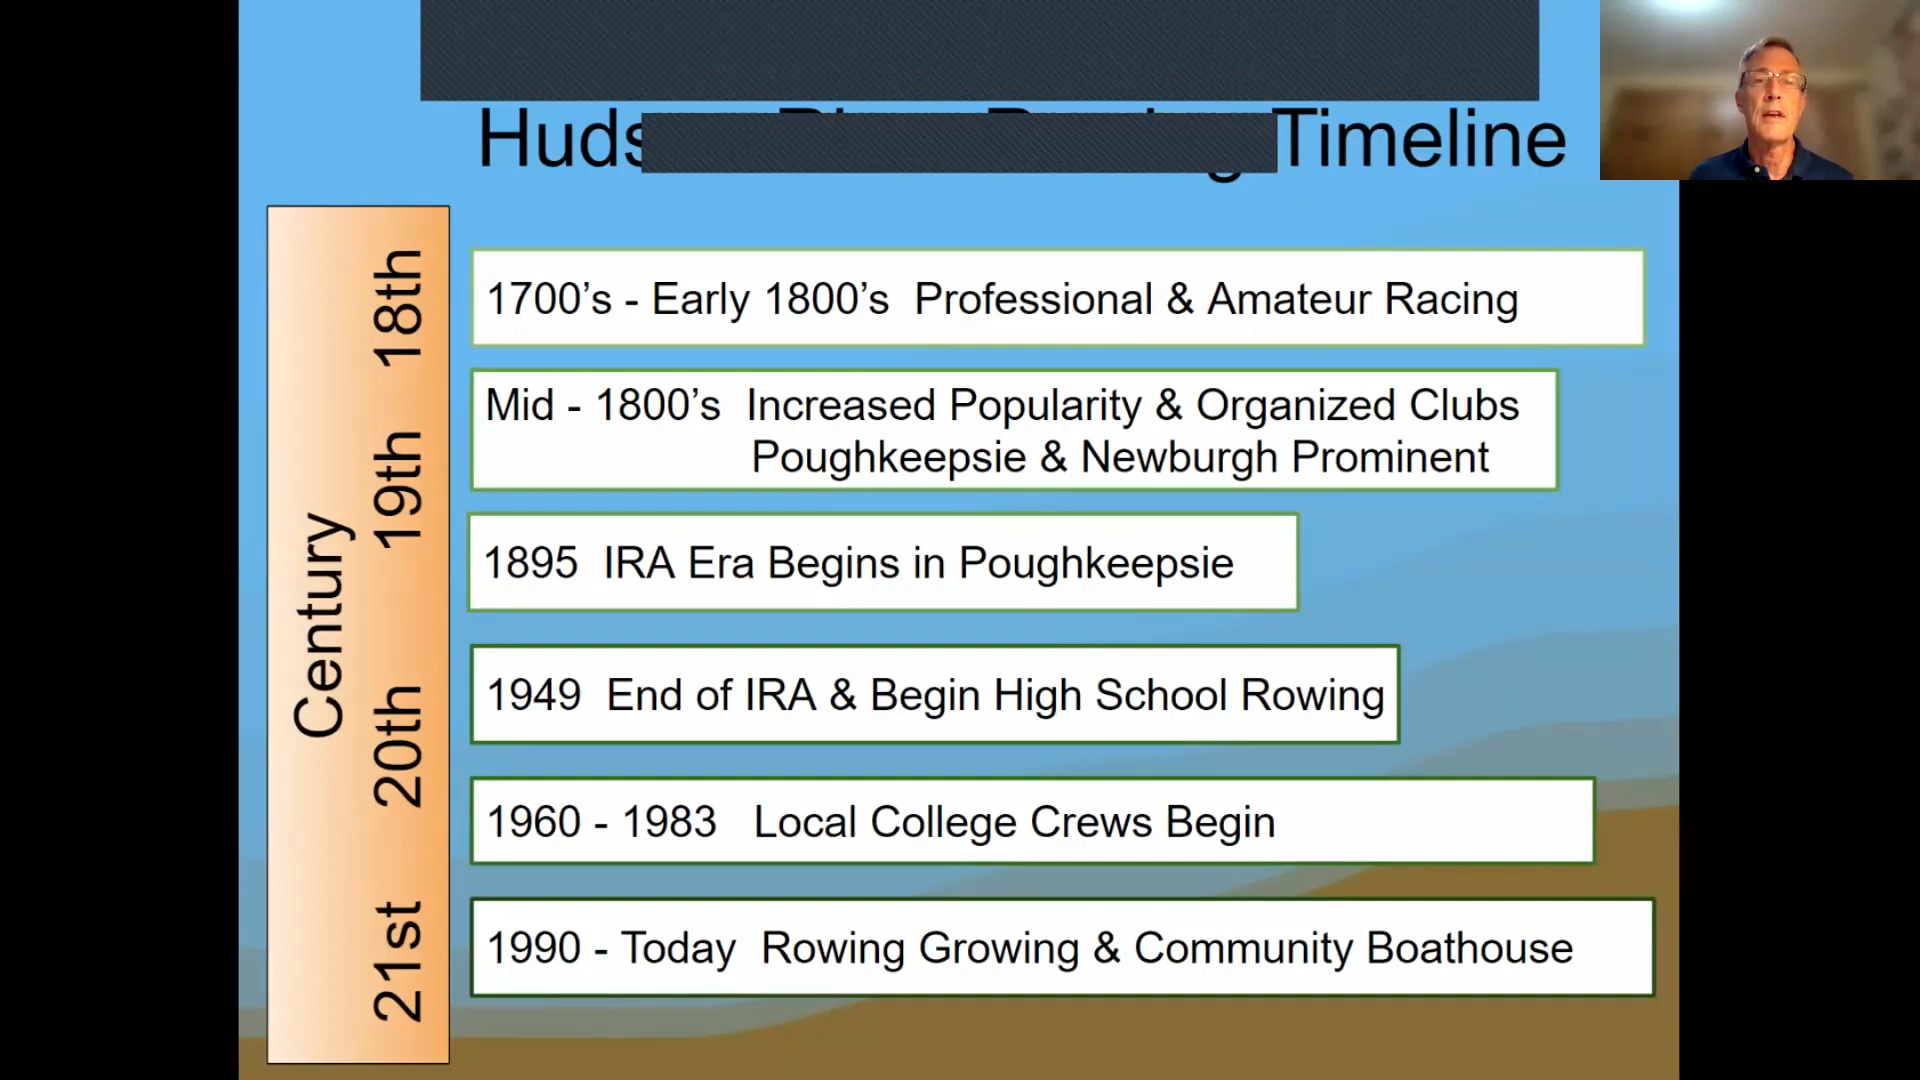 Timeline
18th
1700's - Early 1800's Professional & Amateur Racing
19th
Mid - 1800's Increased Popularity & Organized Clubs
Poughkeepsie & Newburgh Prominent
Century
1895 IRA Era Begins in Poughkeepsie
20th
1949 End of IRA & Begin High School Rowing
1960 - 1983 Local College Crews Begin
21st
1990 - Today Rowing Growing & Community Boathouse